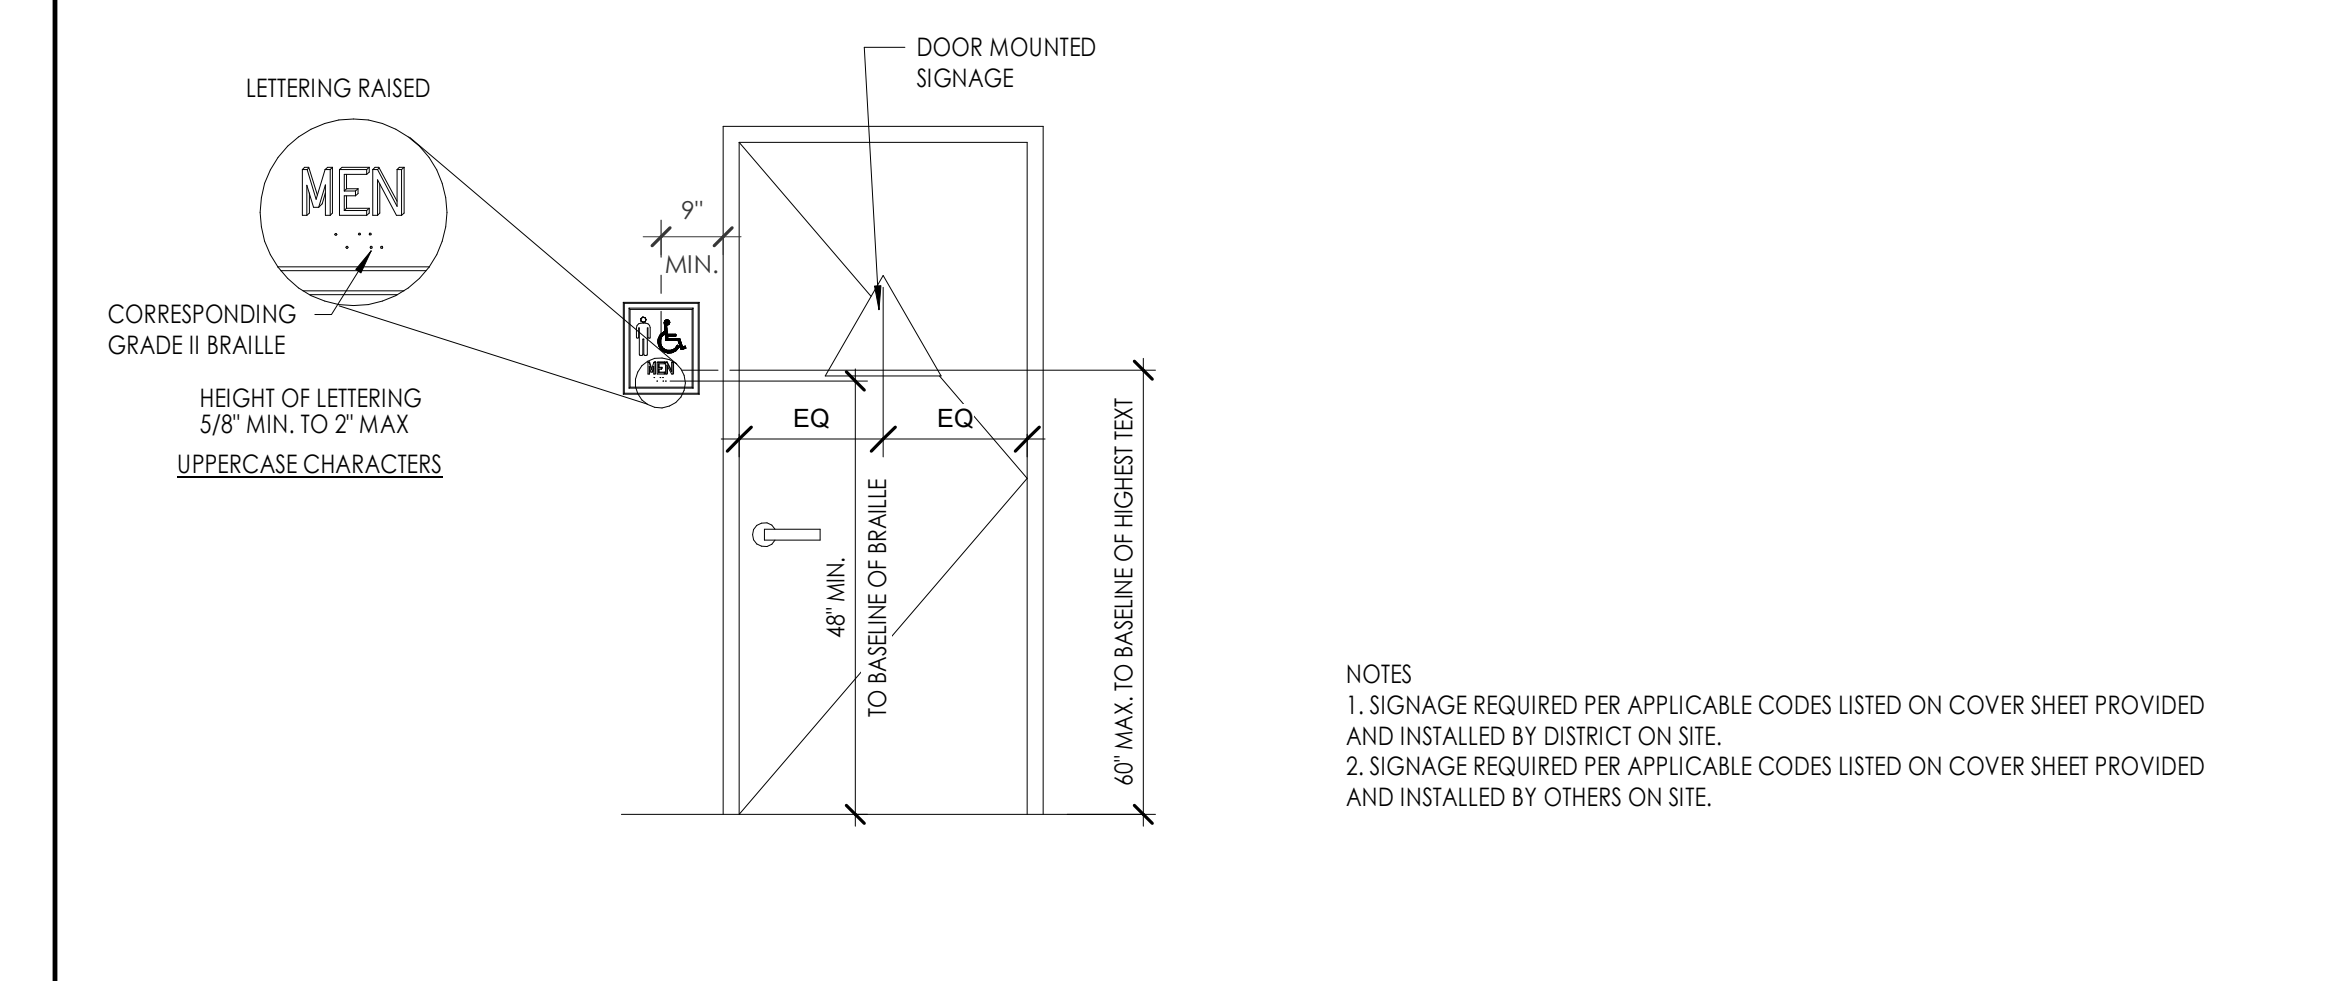 DOOR MOUNTED
SIGNAGE
LETTERING RAISED
MEN
CORRESPONDING
GRADE II BRAILLE
HEIGHT OF LETTERING
5/8" MIN. TO 2" MAX
UPPERCASE CHARACTERS
9"
MIN.
MEN
EQ
EQ
48" MIN.
TO BASELINE OF BRAILLE
60" MAX. TO BASELINE OF HIGHEST TEXT
NOTES
1. SIGNAGE REQUIRED PER APPLICABLE CODES LISTED ON COVER SHEET PROVIDED
AND INSTALLED BY DISTRICT ON SITE.
2. SIGNAGE REQUIRED PER APPLICABLE CODES LISTED ON COVER SHEET PROVIDED
AND INSTALLED BY OTHERS ON SITE.